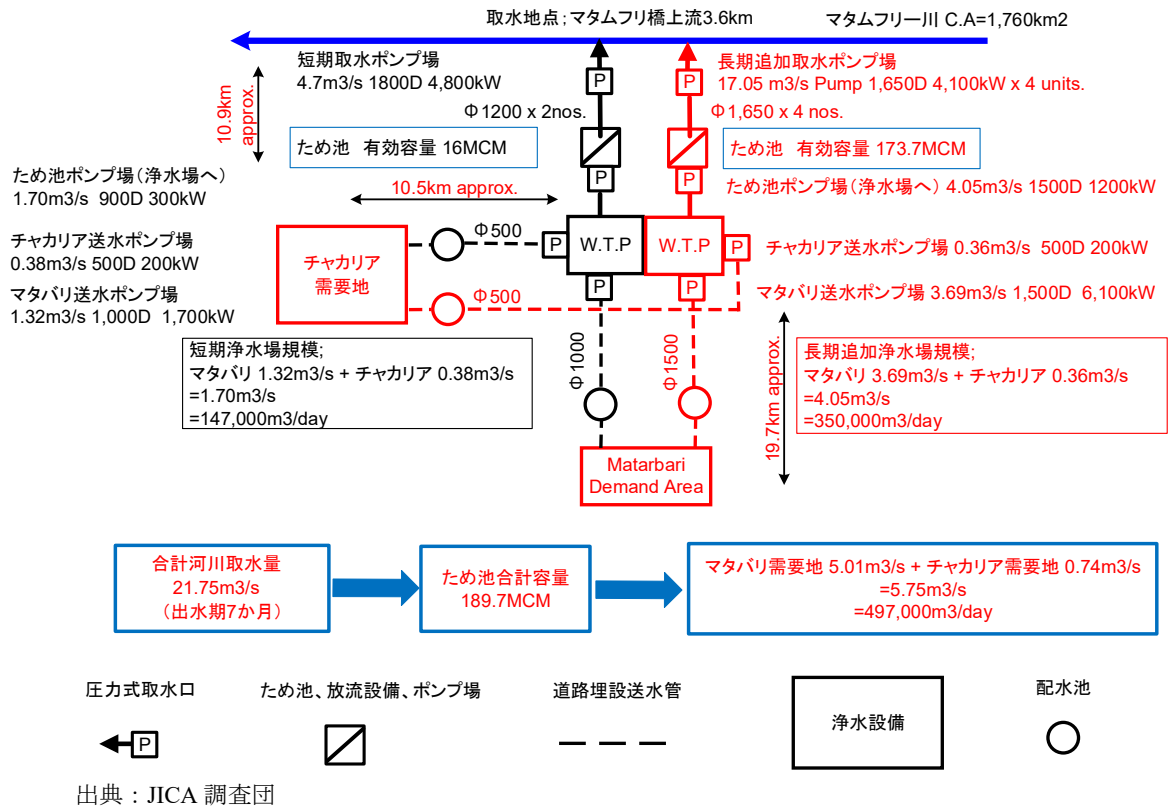 取水地点；マタムフリ橋上流3.6km
マタムフリー川 C.A=1,760km2
短期取水ポンプ場
4.7m3/s 1800D 4,800kW
長期追加取水ポンプ場
17.05 m3/s Pump 1,650D 4,100kW x 4 units.
10.9km
approx.
P
P
Φ1200 x 2nos.
Φ1,650 x 4 nos.
ため池 有効容量 16MCM
ため池 有効容量 173.7MCM
P
P
ため池ポンプ場（浄水場へ）
1.70m3/s 900D 300kW
10.5km approx.
ため池ポンプ場（浄水場へ） 4.05m3/s 1500D 1200kW
チャカリア送水ポンプ場
0.38m3/s 500D 200kW
マタバリ送水ポンプ場
1.32m3/s 1,000D 1,700kW
チャカリア
需要地
Φ500
P
W.T.P
W.T.P
P
チャカリア送水ポンプ場 0.36m3/s 500D 200kW
Φ500
P
P
マタバリ送水ポンプ場 3.69m3/s 1,500D 6,100kW
短期浄水場規模；
マタバリ 1.32m3/s + チャカリア 0.38m3/s
=1.70m3/s
=147,000m3/day
Φ1000
Φ1500
19.7km approx.
長期追加浄水場規模；
マタバリ 3.69m3/s + チャカリア 0.36m3/s
=4.05m3/s
=350,000m3/day
Matarbari
Demand Area
合計河川取水量
21.75m3/s
（出水期7か月）
ため池合計容量
189.7MCM
マタバリ需要地 5.01m3/s + チャカリア需要地 0.74m3/s
=5.75m3/s
=497,000m3/day
圧力式取水口
ため池、放流設備、ポンプ場
道路埋設送水管
浄水設備
配水池
P
出典：JICA 調査団